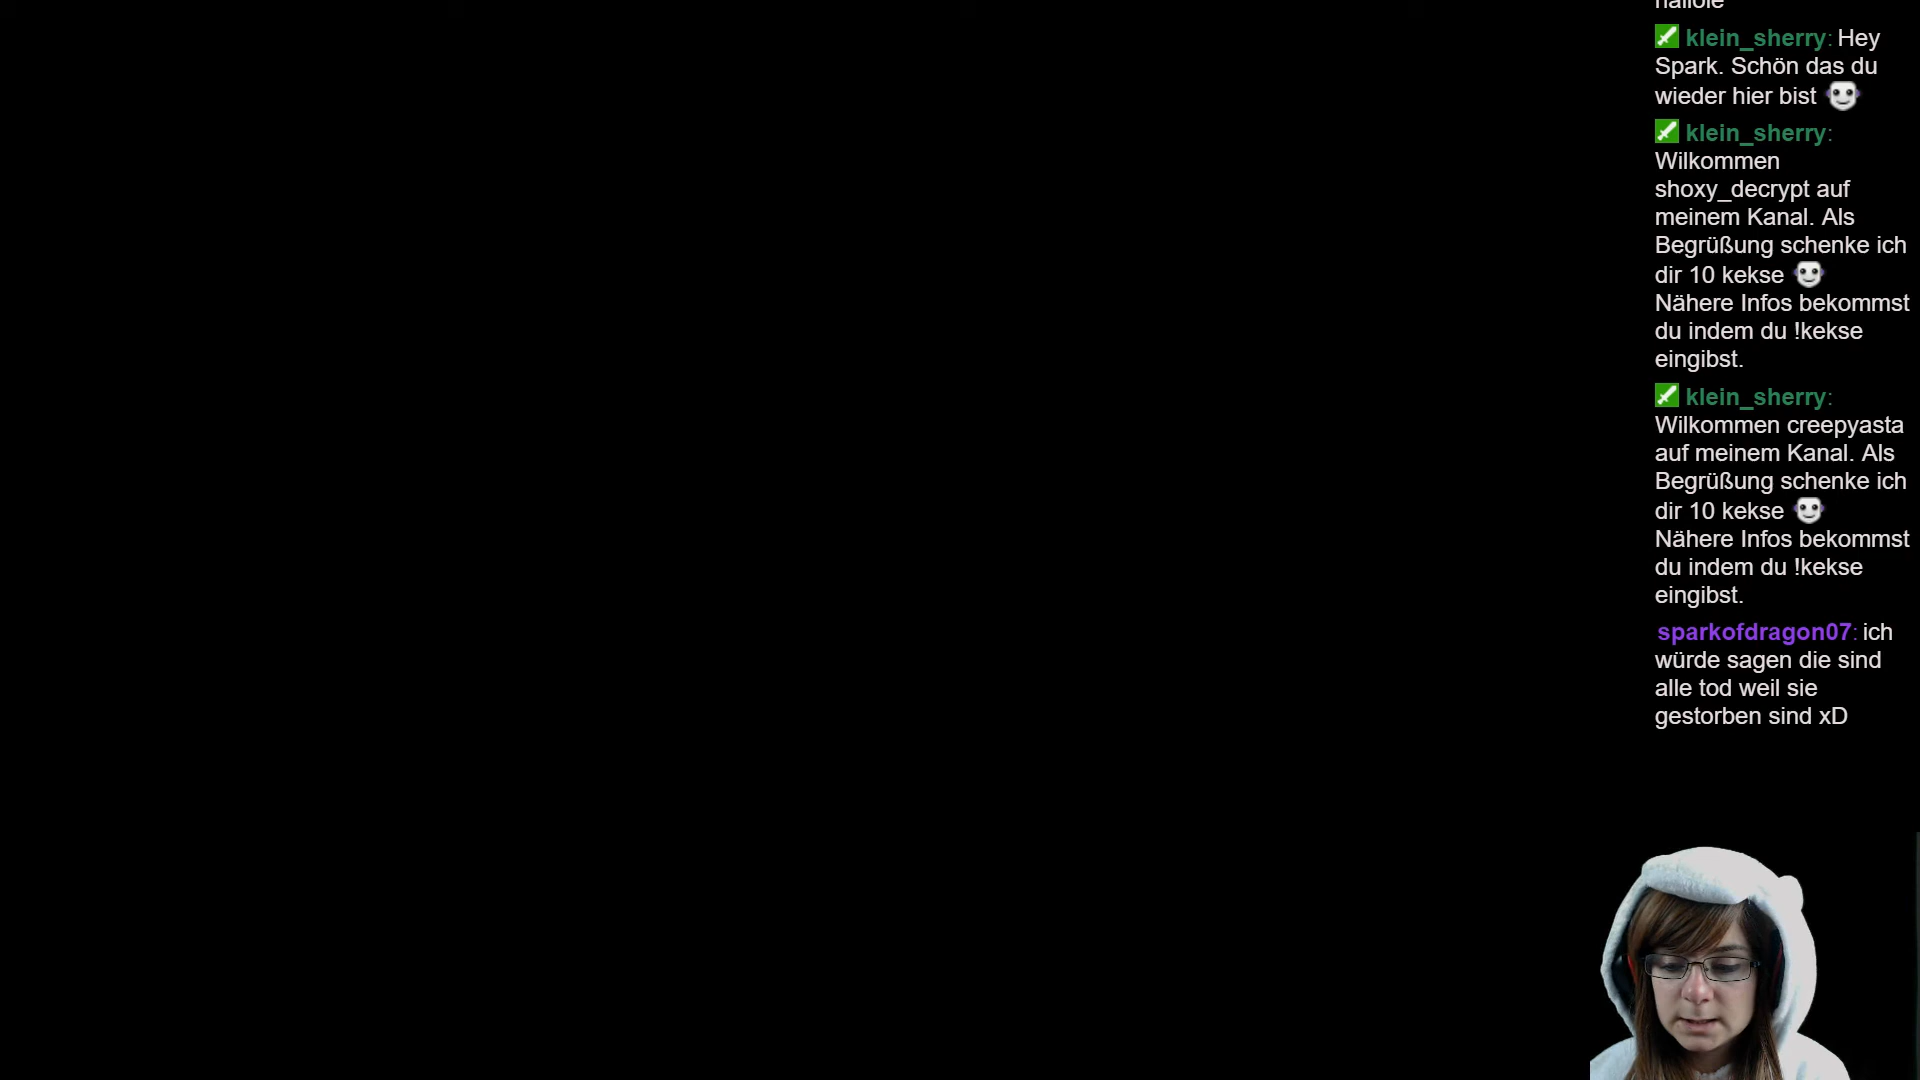 hallöle
klein_sherry: Hey
Spark. Schön das du
wieder hier bist
klein_sherry:
Wilkommen
shoxy_decrypt auf
meinem Kanal. Als
Begrüßung schenke ich
dir 10 kekse
Nähere Infos bekommst
du indem du !kekse
eingibst.
klein_sherry:
Wilkommen creepyasta
auf meinem Kanal. Als
Begrüßung schenke ich
dir 10 kekse
Nähere Infos bekommst
du indem du !kekse
eingibst.
sparkofdragon07: ich
würde sagen die sind
alle tod weil sie
gestorben sind xD